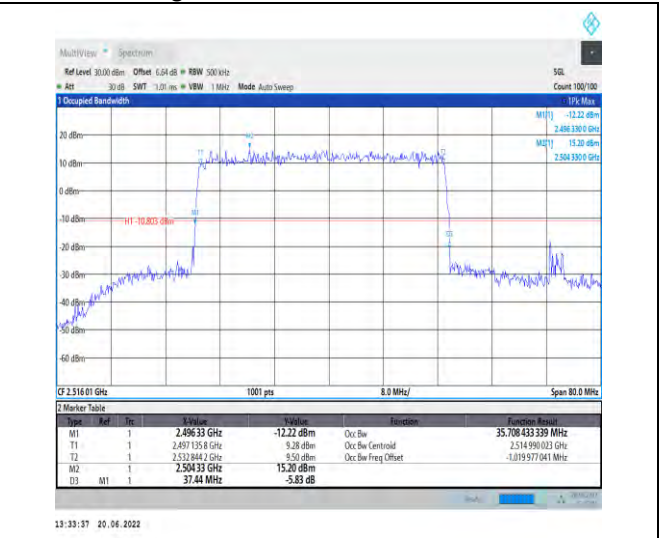 MultiView Spectrum
Ref Level 30.00 dBm Offset 6.64 dB RBW 500 kHz SGL
Att 30 dB SWT 1.01 ms VBW 1 MHz Mode Auto Sweep Count 100/100
1 Occupied Bandwidth 1Pk Max
M1[1] -12.22 dBm
2.496 330 0 GHz
M2[1] 15.20 dBm
2.504 330 0 GHz
20 dBm
M2
T1
10 dBm
0 dBm
M1
-10 dBm
H1 -10.803 dBm
-20 dBm
-30 dBm
-40 dBm
-50 dBm
-60 dBm
CF 2.516 01 GHz 1001 pts 8.0 MHz/ Span 80.0 MHz
2 Marker Table
Type Ref Trc X-Value Y-Value Function Function Result
M1 1 2.496 33 GHz -12.22 dBm Occ Bw 35.708 433 339 MHz
T1 1 2.497 135 8 GHz 9.28 dBm Occ Bw Centroid 2.514 990 023 GHz
T2 1 2.532 844 2 GHz 9.50 dBm Occ Bw Freq Offset -1.019 977 041 MHz
M2 1 2.504 33 GHz 15.20 dBm
D3 M1 1 37.44 MHz -5.83 dB
13:33:37 20.06.2022